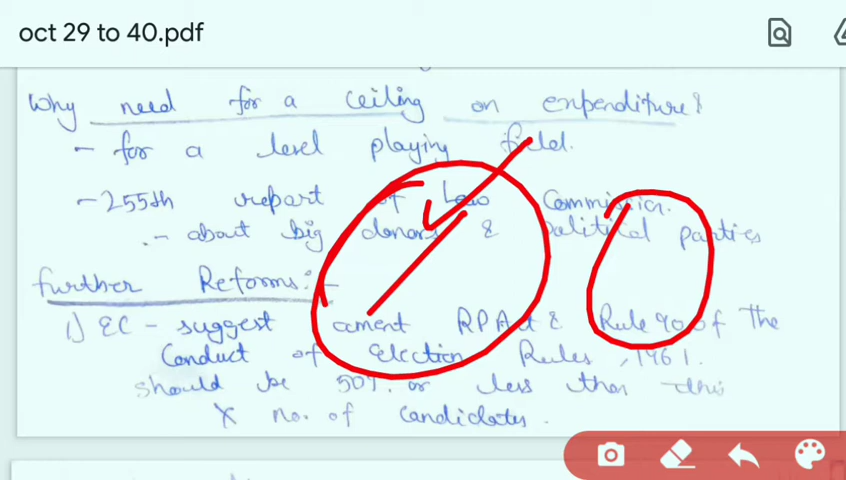 oct 29 to 40.pdf
Why need for a ceiling on enpenditure?
- for a level playing field.
- 255th report of Law Commission.
- about big donors & political parties
further Reforms:-
1) EC - suggest ament RPAct & Rule 90 of the
Conduct of Election Rules, 1961.
should be 50% or less than this
X no. of candidates.